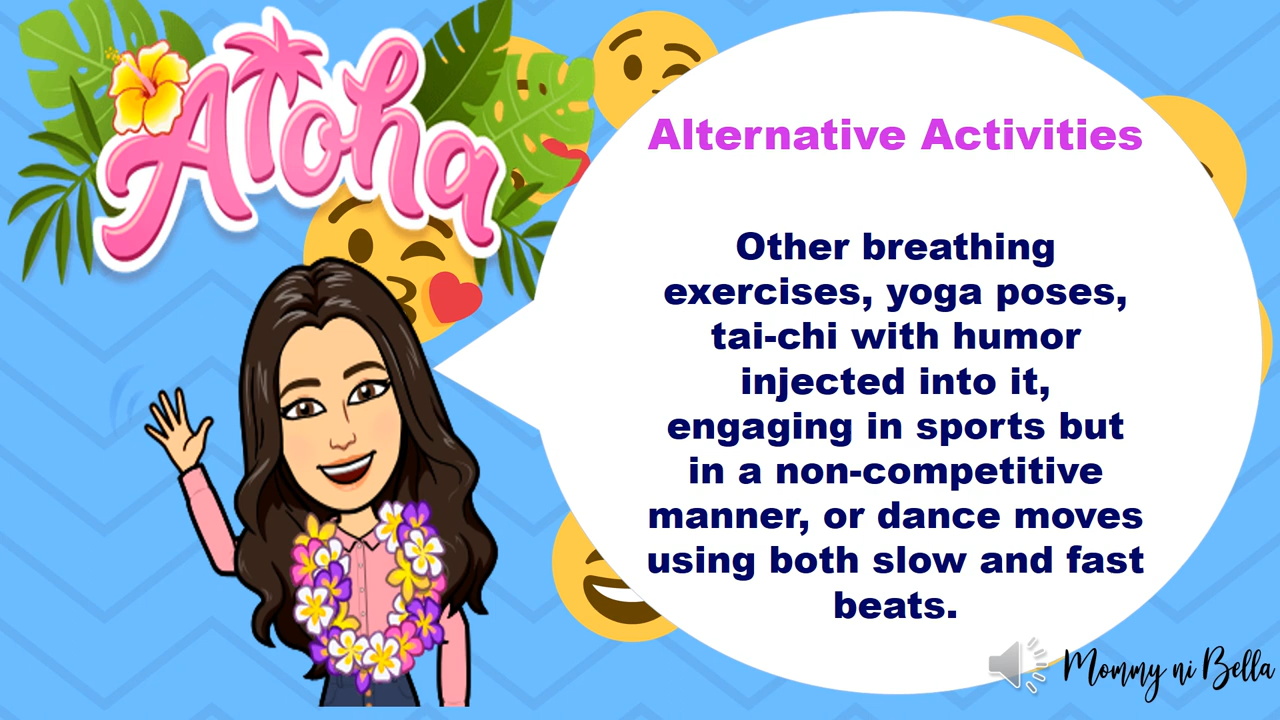 Aloha
Alternative Activities
Other breathing
exercises, yoga poses,
tai-chi with humor
injected into it,
engaging in sports but
in a non-competitive
manner, or dance moves
using both slow and fast
beats.
Mommy ni Bella